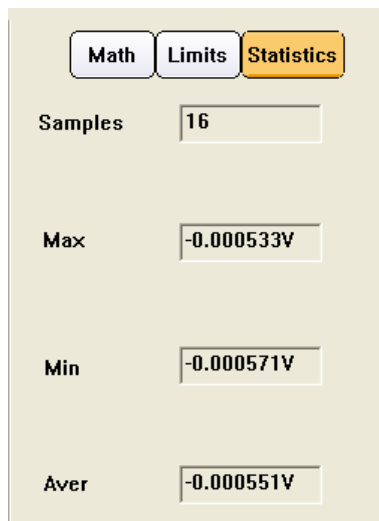 Math Limits Statistics
Samples 16
Max -0.000533V
Min -0.000571V
Aver -0.000551V